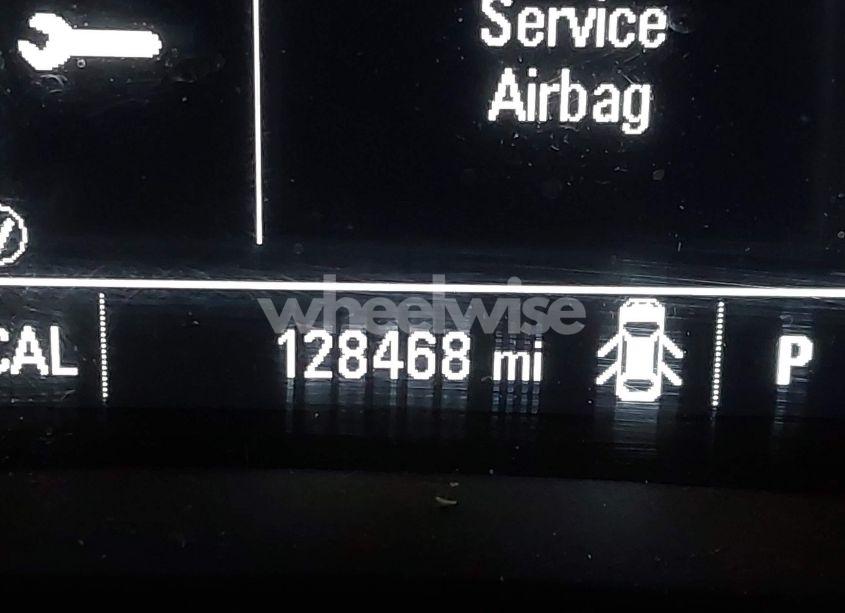 Service
Airbag
wheelwise
CAL
128468 mi
P